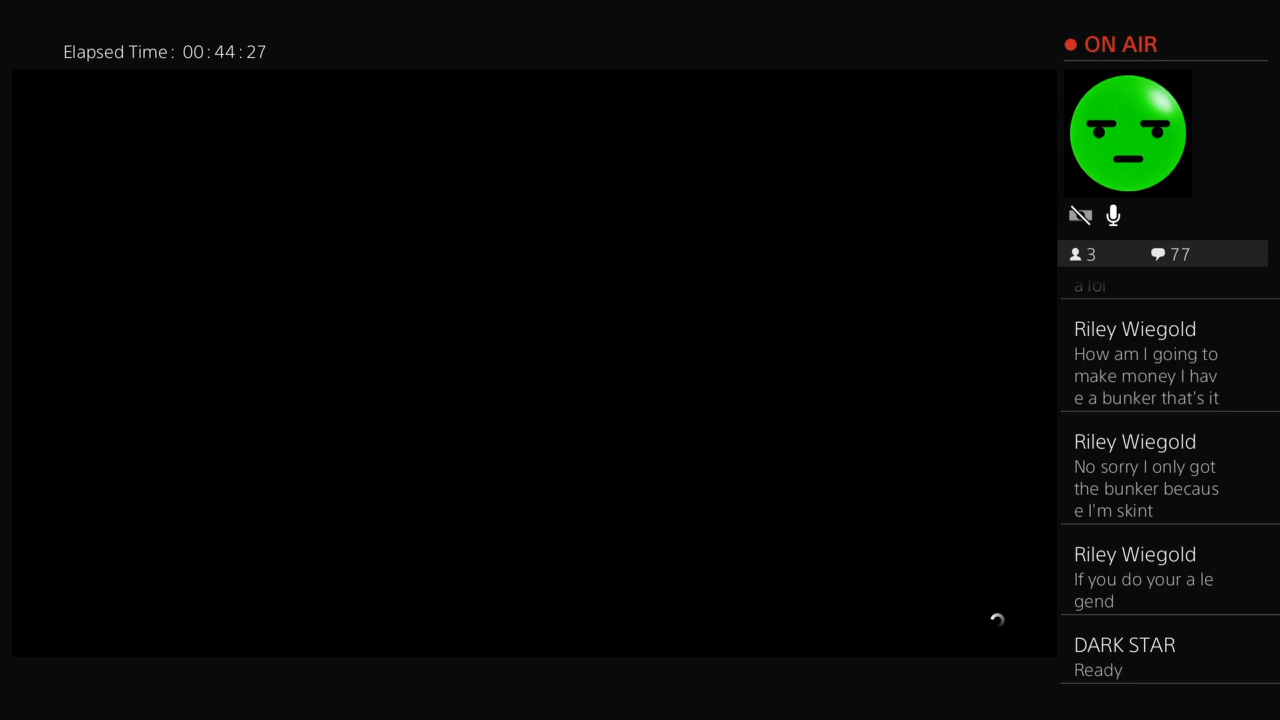 Elapsed Time: 00:44:27
ON AIR
3 77
a lol
Riley Wiegold
How am I going to
make money I hav
e a bunker that's it
Riley Wiegold
No sorry I only got
the bunker becaus
e I'm skint
Riley Wiegold
If you do your a le
gend
DARK STAR
Ready